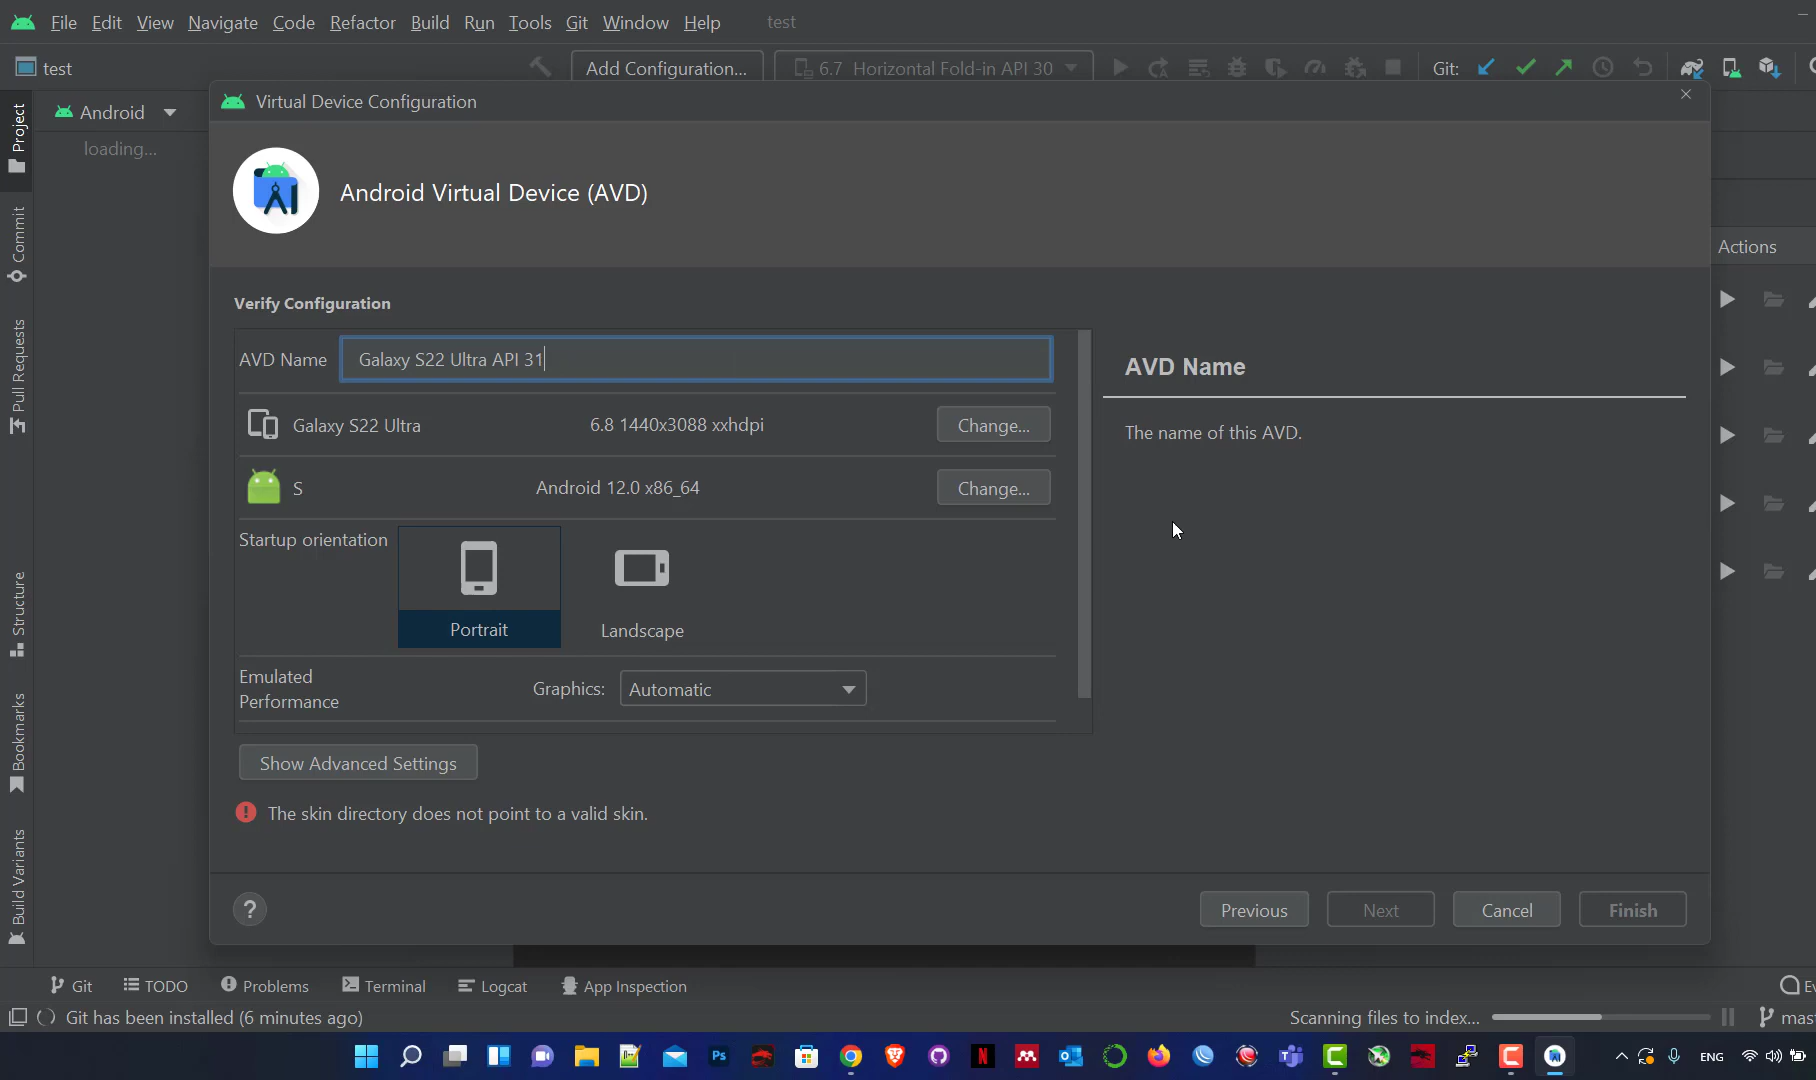 File Edit View Navigate Code Refactor Build Run Tools Git Window Help test
test Add Configuration... 6.7 Horizontal Fold-in API 30 Git:
Virtual Device Configuration
Project
Android
loading...
Android Virtual Device (AVD)
Commit
Actions
Verify Configuration
Pull Requests
AVD Name Galaxy S22 Ultra API 31
AVD Name
Galaxy S22 Ultra 6.8 1440x3088 xxhdpi Change...
The name of this AVD.
S Android 12.0 x86_64 Change...
Startup orientation
Portrait Landscape
Structure
Emulated
Performance
Graphics: Automatic
Bookmarks
Show Advanced Settings
The skin directory does not point to a valid skin.
Build Variants
? Previous Next Cancel Finish
Git TODO Problems Terminal Logcat App Inspection
Git has been installed (6 minutes ago) Scanning files to index...
Ps N ENG